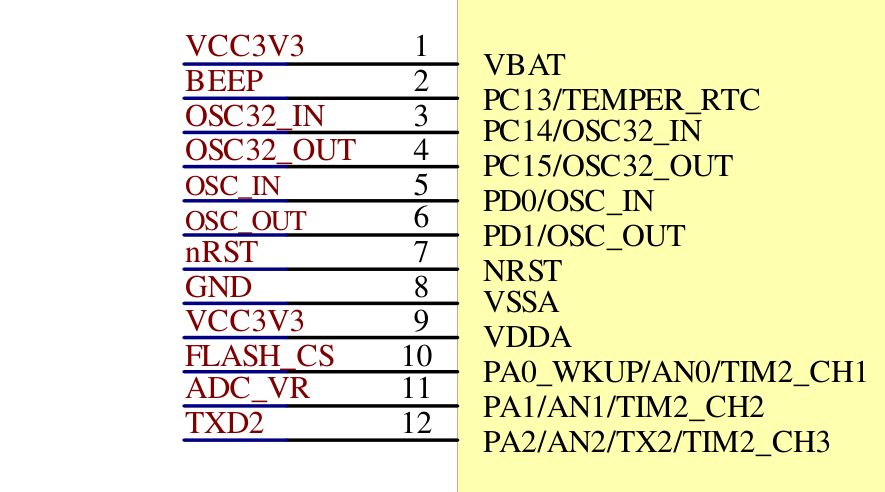 VCC3V3 1 VBAT
BEEP 2 PC13/TEMPER_RTC
OSC32_IN 3 PC14/OSC32_IN
OSC32_OUT 4 PC15/OSC32_OUT
OSC_IN 5 PD0/OSC_IN
OSC_OUT 6 PD1/OSC_OUT
nRST 7 NRST
GND 8 VSSA
VCC3V3 9 VDDA
FLASH_CS 10 PA0_WKUP/AN0/TIM2_CH1
ADC_VR 11 PA1/AN1/TIM2_CH2
TXD2 12 PA2/AN2/TX2/TIM2_CH3